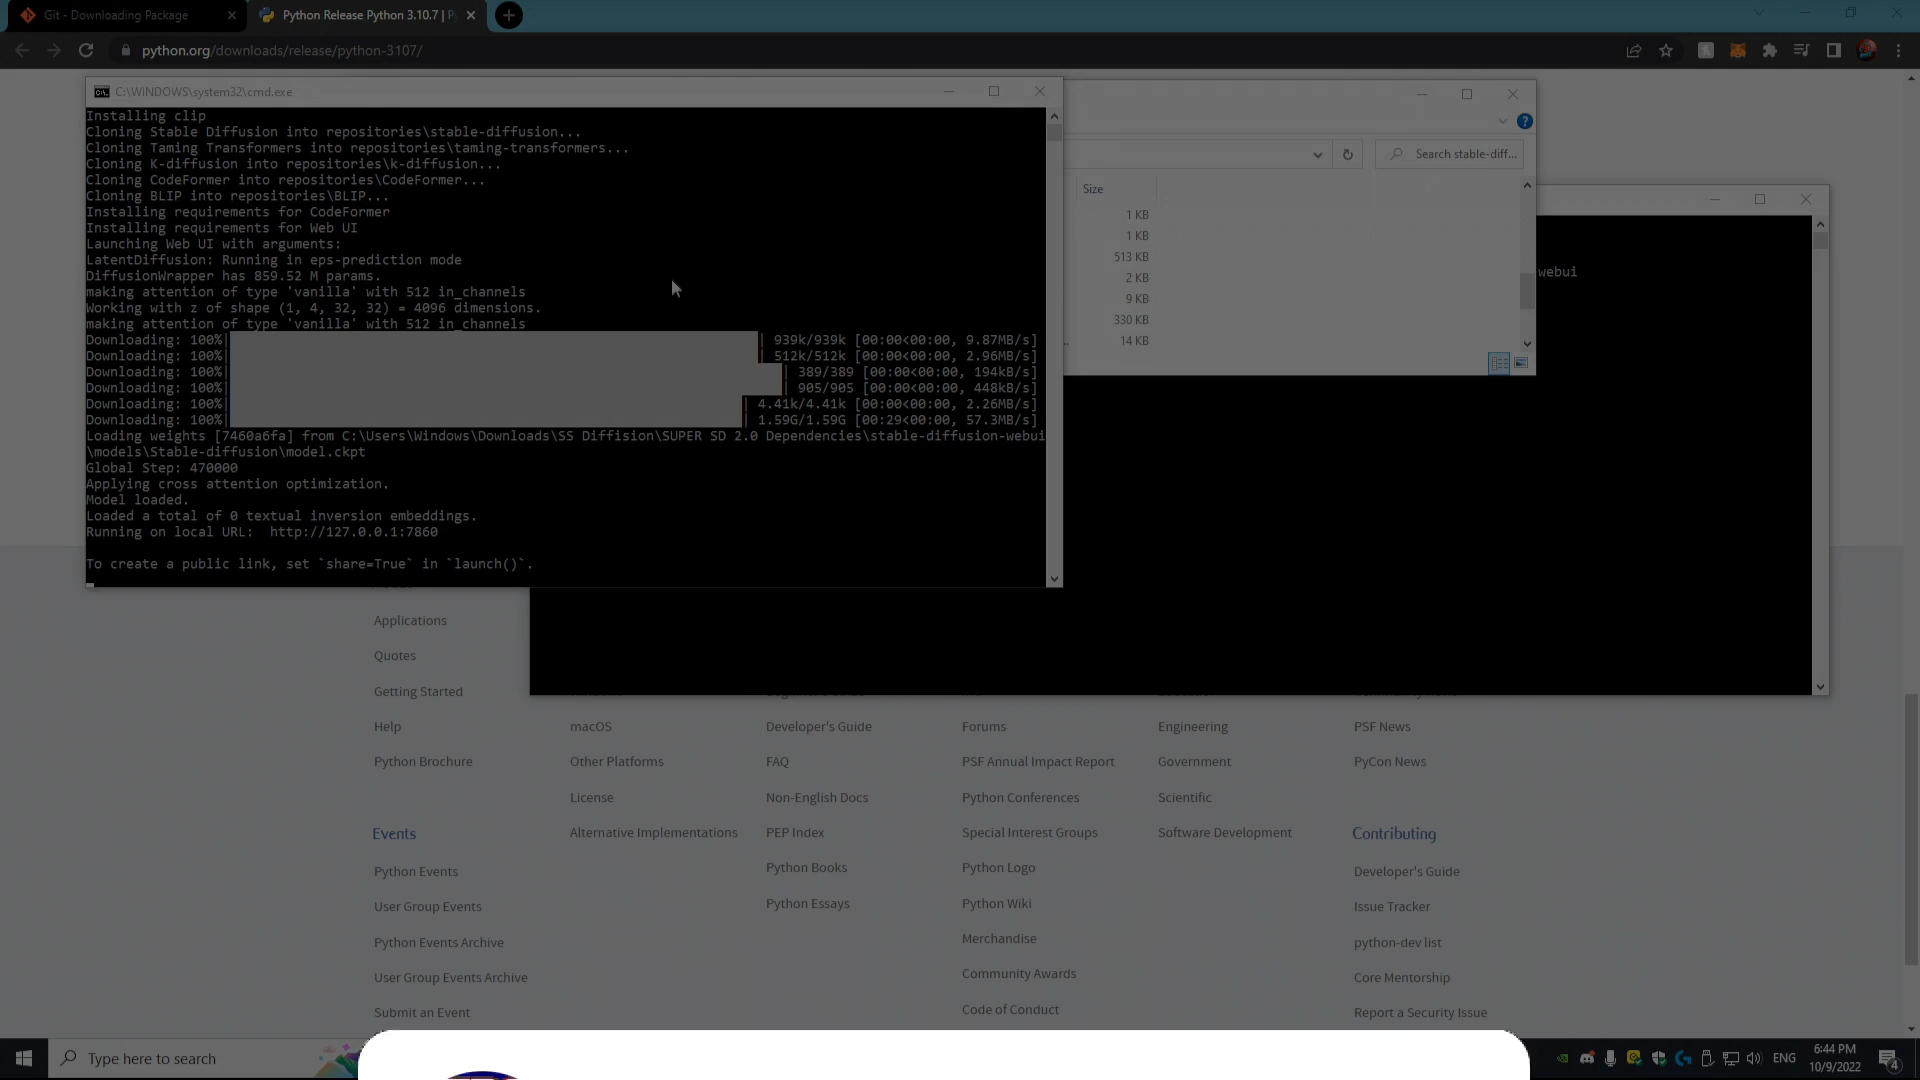 Git - Downloading Package
Python Release Python 3.10.7 | Py
python.org/downloads/release/python-3107/
C:\WINDOWS\system32\cmd.exe
Installing clip
Cloning Stable Diffusion into repositories\stable-diffusion...
Cloning Taming Transformers into repositories\taming-transformers...
Cloning K-diffusion into repositories\k-diffusion...
Cloning CodeFormer into repositories\CodeFormer...
Cloning BLIP into repositories\BLIP...
Installing requirements for CodeFormer
Installing requirements for Web UI
Launching Web UI with arguments:
LatentDiffusion: Running in eps-prediction mode
DiffusionWrapper has 859.52 M params.
making attention of type 'vanilla' with 512 in_channels
Working with z of shape (1, 4, 32, 32) = 4096 dimensions.
making attention of type 'vanilla' with 512 in_channels
Downloading: 100%| | 939k/939k [00:00<00:00, 9.87MB/s]
Downloading: 100%| | 512k/512k [00:00<00:00, 2.96MB/s]
Downloading: 100%| | 389/389 [00:00<00:00, 194kB/s]
Downloading: 100%| | 905/905 [00:00<00:00, 448kB/s]
Downloading: 100%| | 4.41k/4.41k [00:00<00:00, 2.26MB/s]
Downloading: 100%| | 1.59G/1.59G [00:29<00:00, 57.3MB/s]
Loading weights [7460a6fa] from C:\Users\Windows\Downloads\SS Diffision\SUPER SD 2.0 Dependencies\stable-diffusion-webui
\models\Stable-diffusion\model.ckpt
Global Step: 470000
Applying cross attention optimization.
Model loaded.
Loaded a total of 0 textual inversion embeddings.
Running on local URL:  http://127.0.0.1:7860
To create a public link, set `share=True` in `launch()`.
Search stable-diff...
Size
1 KB
1 KB
513 KB
2 KB
9 KB
330 KB
14 KB
webui
Applications
Quotes
Getting Started
Help
Python Brochure
Events
Python Events
User Group Events
Python Events Archive
User Group Events Archive
Submit an Event
macOS
Other Platforms
License
Alternative Implementations
Developer's Guide
FAQ
Non-English Docs
PEP Index
Python Books
Python Essays
Forums
PSF Annual Impact Report
Python Conferences
Special Interest Groups
Python Logo
Python Wiki
Merchandise
Community Awards
Code of Conduct
Engineering
Government
Scientific
Software Development
PSF News
PyCon News
Contributing
Developer's Guide
Issue Tracker
python-dev list
Core Mentorship
Report a Security Issue
Type here to search
ENG
6:44 PM
10/9/2022
4